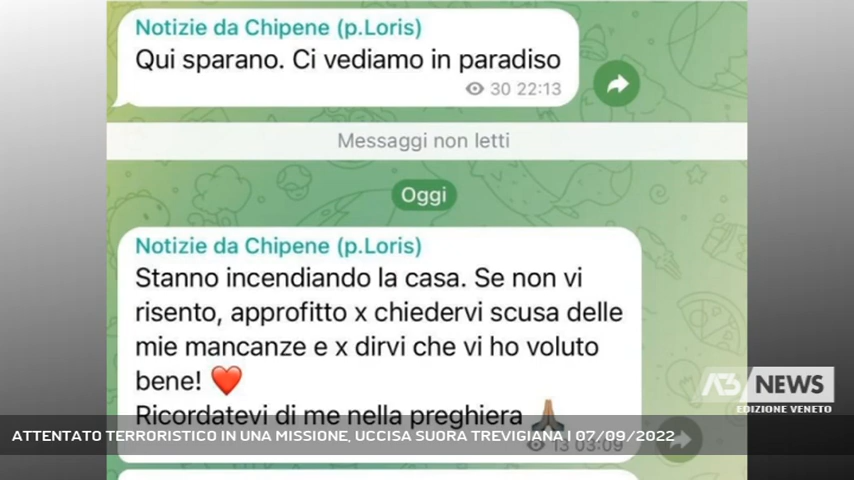 Notizie da Chipene (p.Loris)
Qui sparano. Ci vediamo in paradiso
30 22:13
Messaggi non letti
Oggi
Notizie da Chipene (p.Loris)
Stanno incendiando la casa. Se non vi
risento, approfitto x chiedervi scusa delle
mie mancanze e x dirvi che vi ho voluto
bene! ❤️
Ricordatevi di me nella preghiera 🙏🏽
13 03:09
A3 NEWS
EDIZIONE VENETO
ATTENTATO TERRORISTICO IN UNA MISSIONE, UCCISA SUORA TREVIGIANA | 07/09/2022